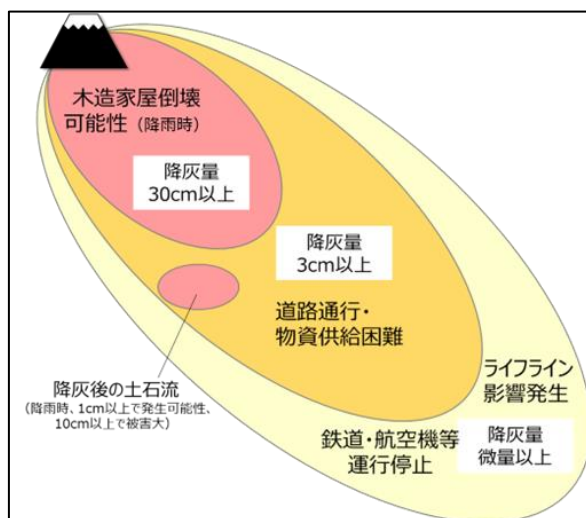 木造家屋倒壊
可能性（降雨時）
降灰量
30cm以上
降灰量
3cm以上
道路通行・
物資供給困難
降灰後の土石流
（降雨時、1cm以上で発生可能性、
10cm以上で被害大）
ライフライン
影響発生
鉄道・航空機等
運行停止
降灰量
微量以上